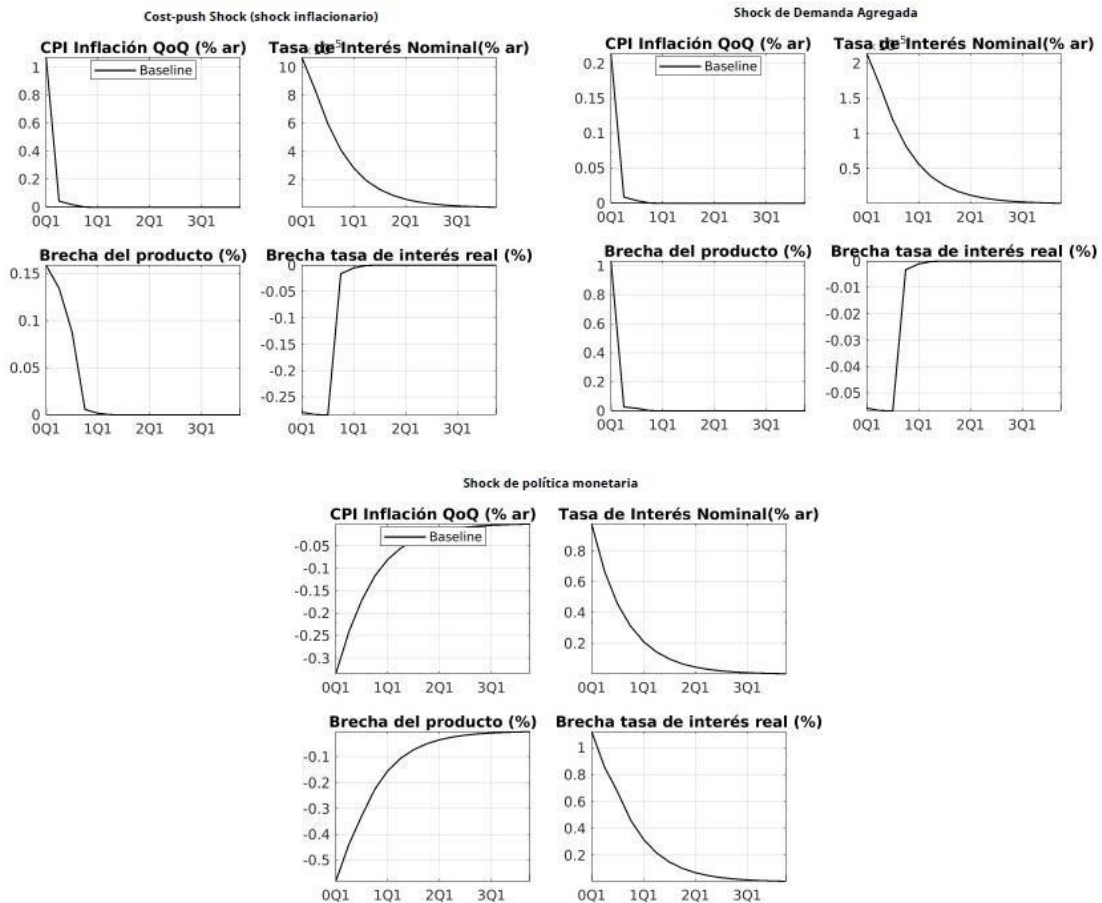 Cost-push Shock (shock inflacionario)
CPI Inflación QoQ (% ar)
Baseline
1
0.8
0.6
0.4
0.2
0
0Q1 1Q1 2Q1 3Q1
Tasa de Interés Nominal(% ar)
10
8
6
4
2
0Q1 1Q1 2Q1 3Q1
Brecha del producto (%)
0.15
0.1
0.05
0
0Q1 1Q1 2Q1 3Q1
Brecha tasa de interés real (%)
0
-0.05
-0.1
-0.15
-0.2
-0.25
0Q1 1Q1 2Q1 3Q1
Shock de Demanda Agregada
CPI Inflación QoQ (% ar)
Baseline
0.2
0.15
0.1
0.05
0
0Q1 1Q1 2Q1 3Q1
Tasa de Interés Nominal(% ar)
2
1.5
1
0.5
0Q1 1Q1 2Q1 3Q1
Brecha del producto (%)
1
0.8
0.6
0.4
0.2
0
0Q1 1Q1 2Q1 3Q1
Brecha tasa de interés real (%)
0
-0.01
-0.02
-0.03
-0.04
-0.05
0Q1 1Q1 2Q1 3Q1
Shock de política monetaria
CPI Inflación QoQ (% ar)
Baseline
-0.05
-0.1
-0.15
-0.2
-0.25
-0.3
0Q1 1Q1 2Q1 3Q1
Tasa de Interés Nominal(% ar)
0.8
0.6
0.4
0.2
0Q1 1Q1 2Q1 3Q1
Brecha del producto (%)
-0.1
-0.2
-0.3
-0.4
-0.5
0Q1 1Q1 2Q1 3Q1
Brecha tasa de interés real (%)
1
0.8
0.6
0.4
0.2
0Q1 1Q1 2Q1 3Q1